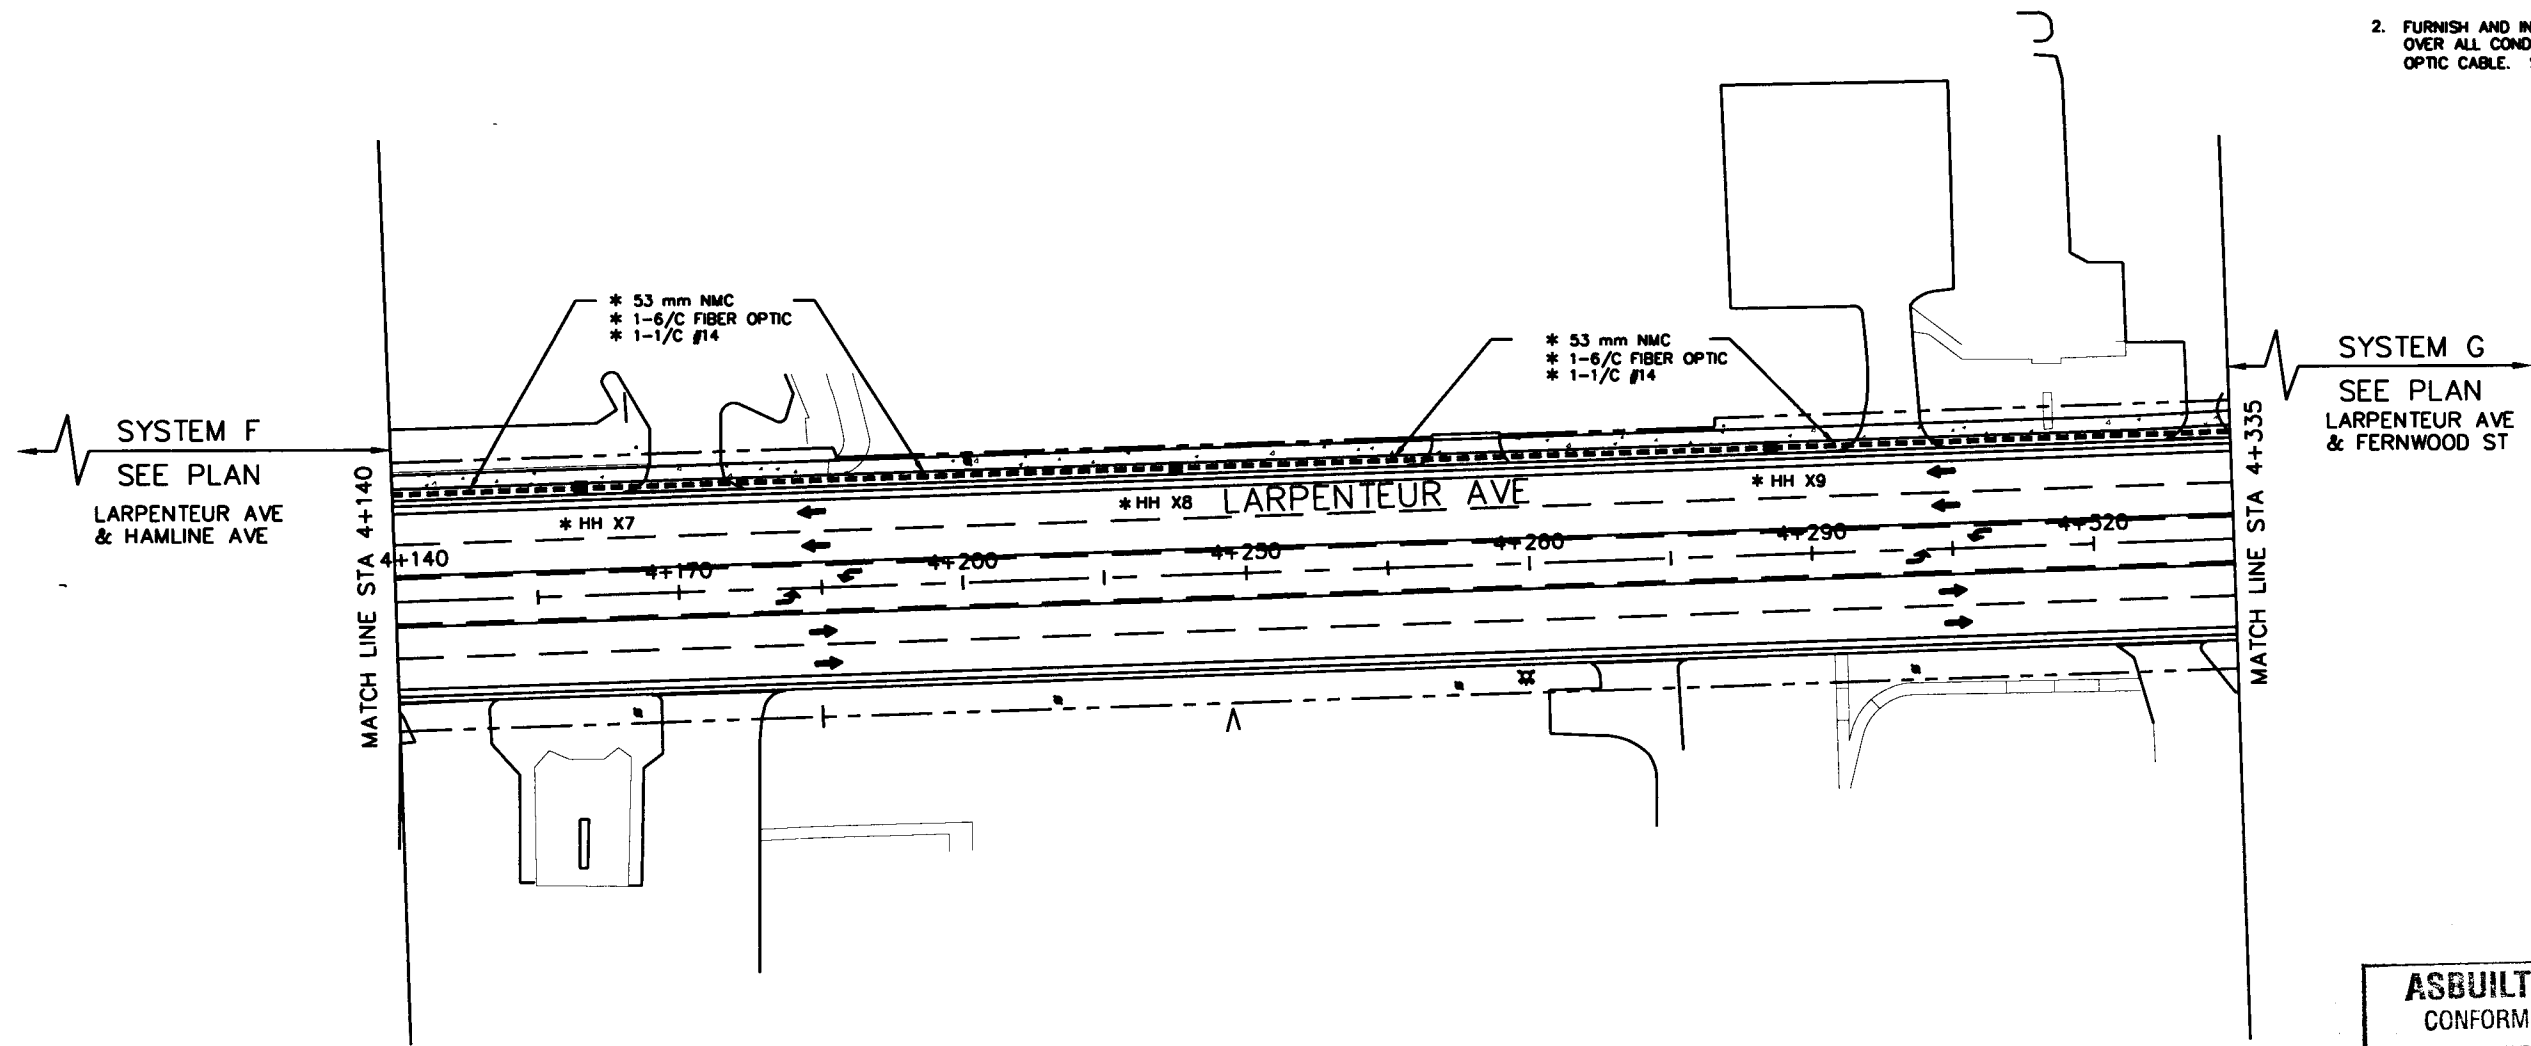 2. FURNISH AND IN
OVER ALL COND
OPTIC CABLE.
* 53 mm NMC
* 1-6/C FIBER OPTIC
* 1-1/C #14
* 53 mm NMC
* 1-6/C FIBER OPTIC
* 1-1/C #14
SYSTEM F
SEE PLAN
LARPENTEUR AVE
& HAMLINE AVE
SYSTEM G
SEE PLAN
LARPENTEUR AVE
& FERNWOOD ST
MATCH LINE STA 4+140
MATCH LINE STA 4+335
* HH X7
* HH X8
LARPENTEUR AVE
* HH X9
4+140
4+170
4+200
4+230
4+260
4+290
4+320
ASBUILT
CONFORM